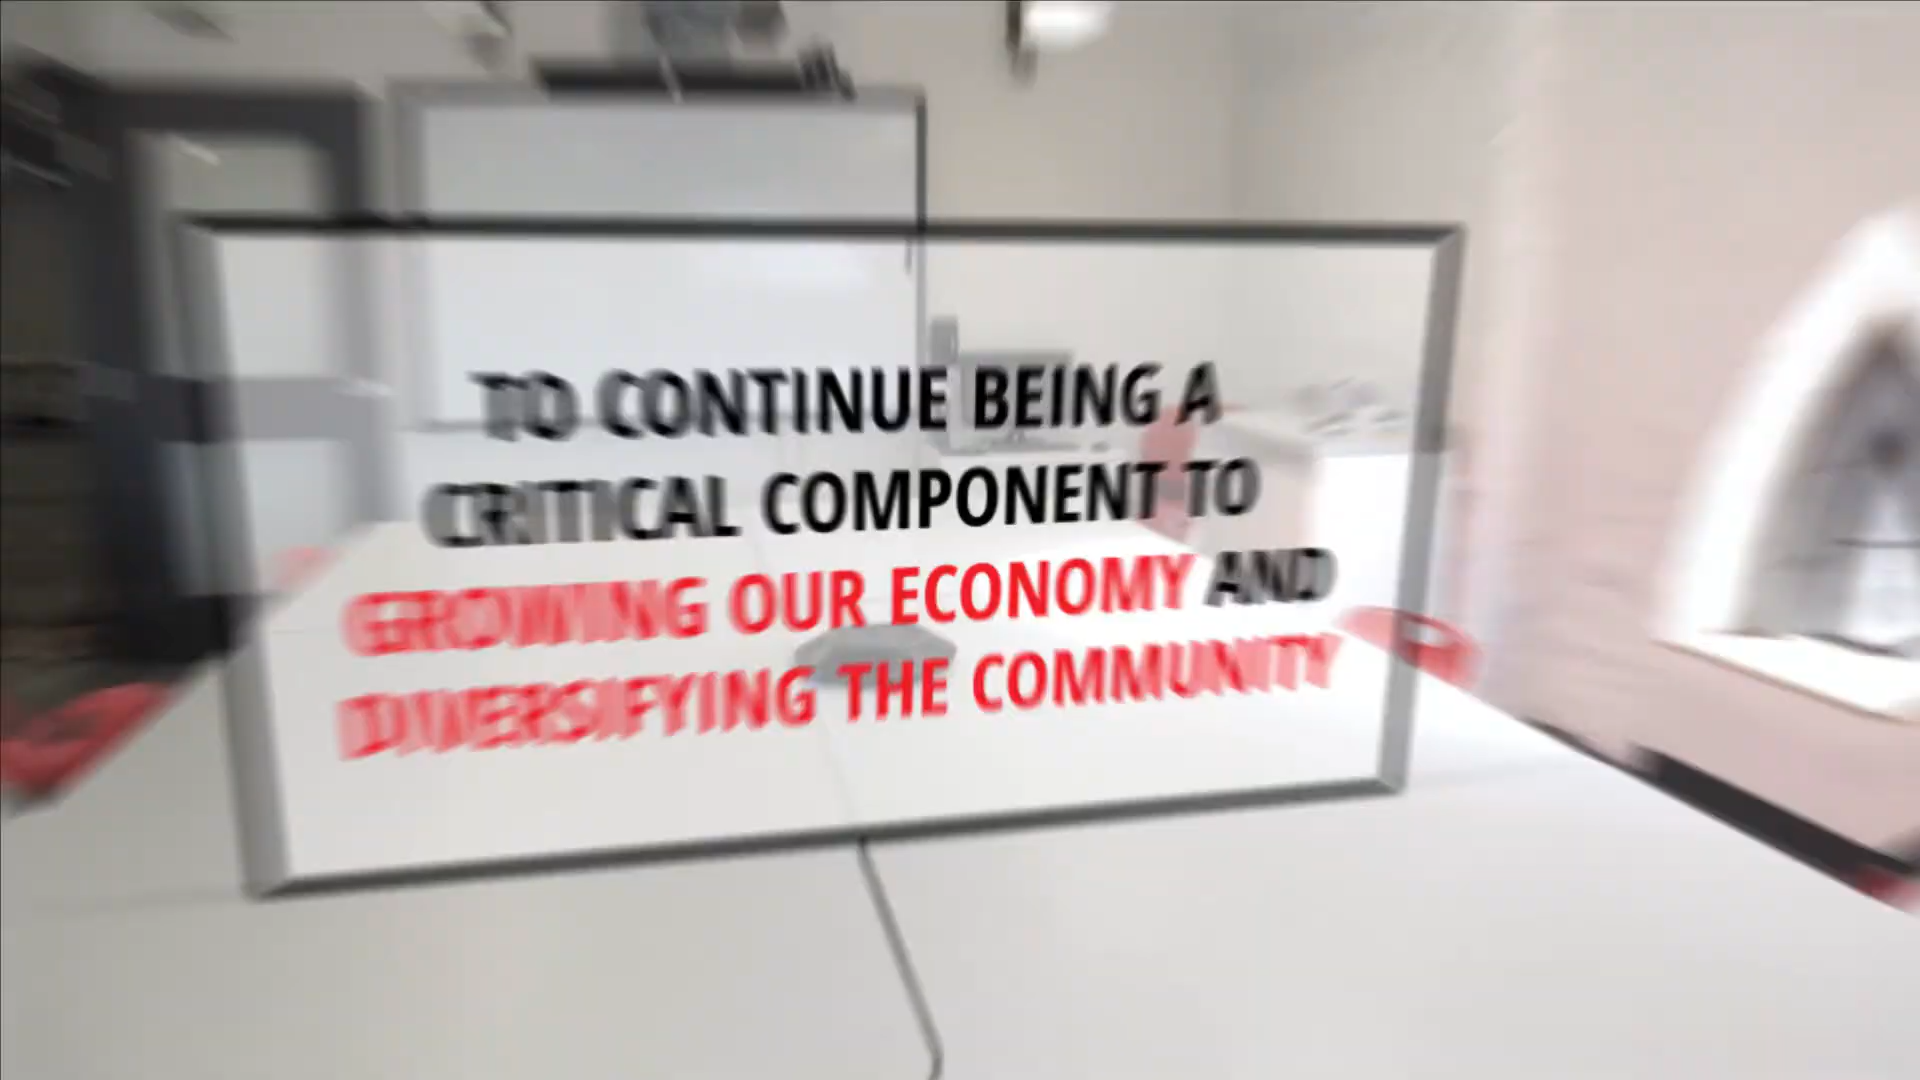 TO CONTINUE BEING A
CRITICAL COMPONENT TO
GROWING OUR ECONOMY AND
DIVERSIFYING THE COMMUNITY